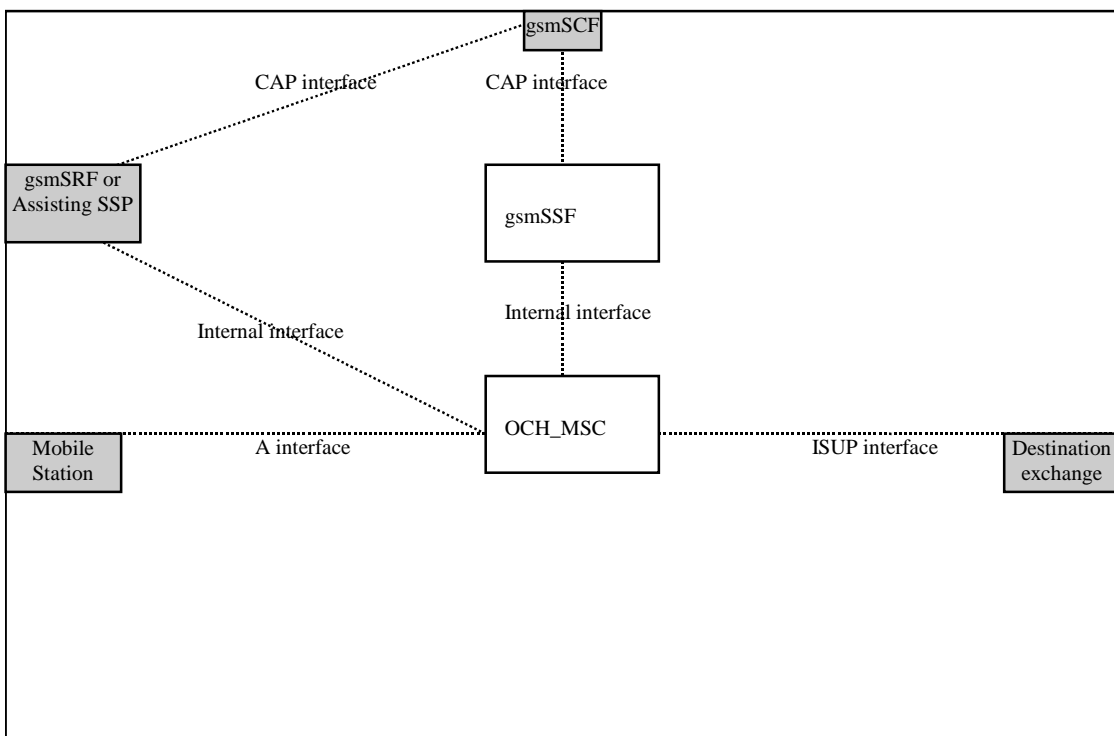 gsmSCF
CAP interface
CAP interface
gsmSRF or
Assisting SSP
gsmSSF
Internal interface
Internal interface
OCH_MSC
Mobile
Station
A interface
ISUP interface
Destination
exchange